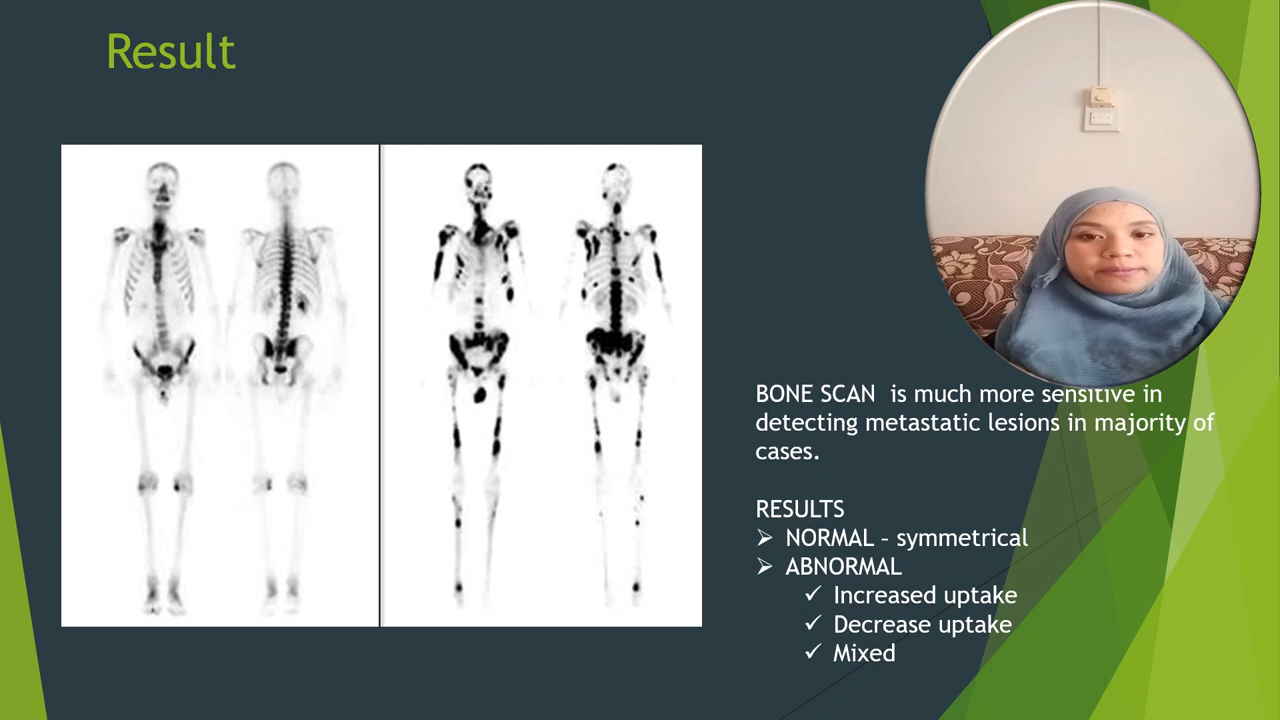 Result
BONE SCAN is much more sensitive in
detecting metastatic lesions in majority of
cases.
RESULTS
➢ NORMAL – symmetrical
➢ ABNORMAL
✓ Increased uptake
✓ Decrease uptake
✓ Mixed